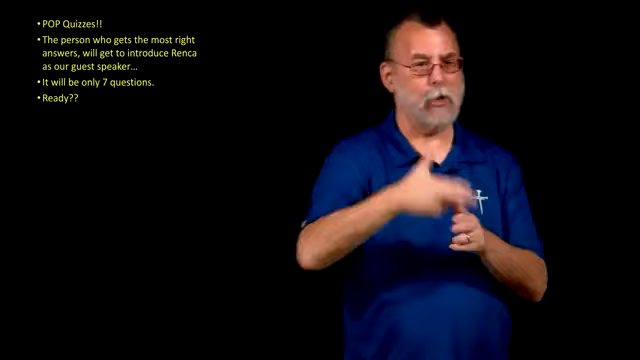 • POP Quizzes!!
• The person who gets the most right
answers, will get to introduce Renca
as our guest speaker...
• It will be only 7 questions.
• Ready??